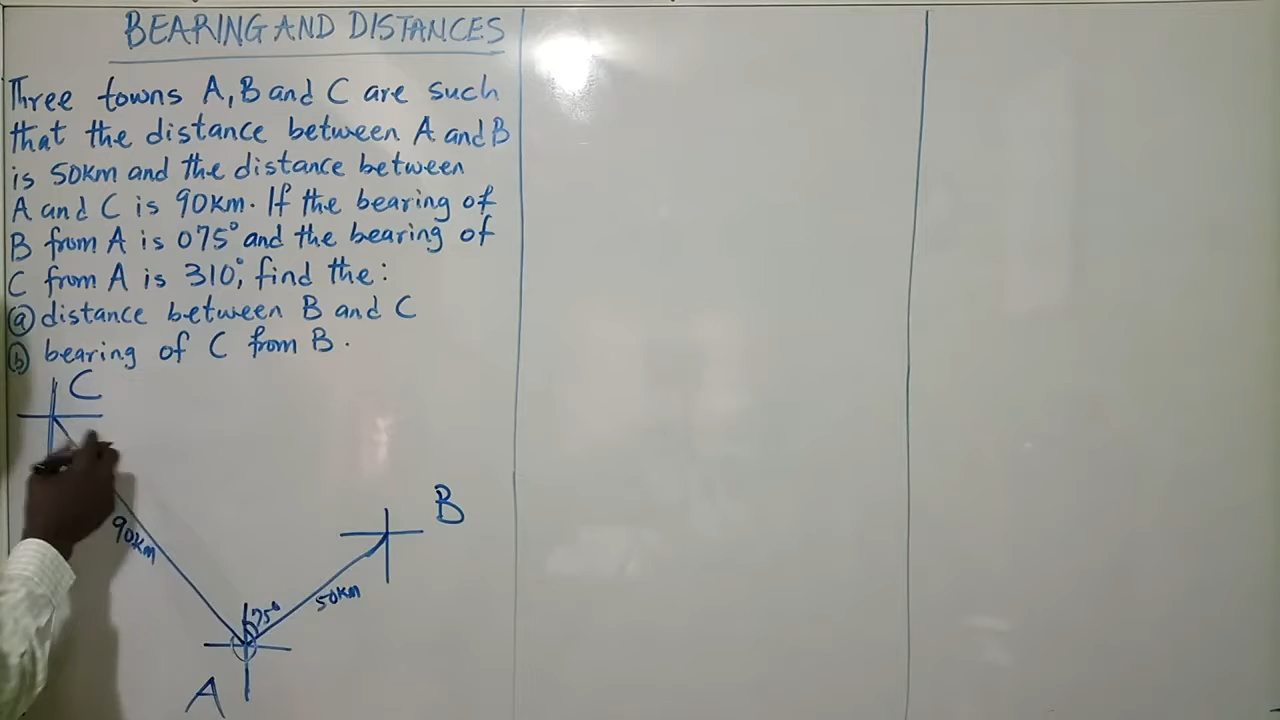 BEARING AND DISTANCES
Three towns A, B and C are such
that the distance between A and B
is 50km and the distance between
A and C is 90km. If the bearing of
B from A is 075° and the bearing of
C from A is 310°, find the:
(a) distance between B and C
(b) bearing of C from B.
C
B
90km
50km
75°
A